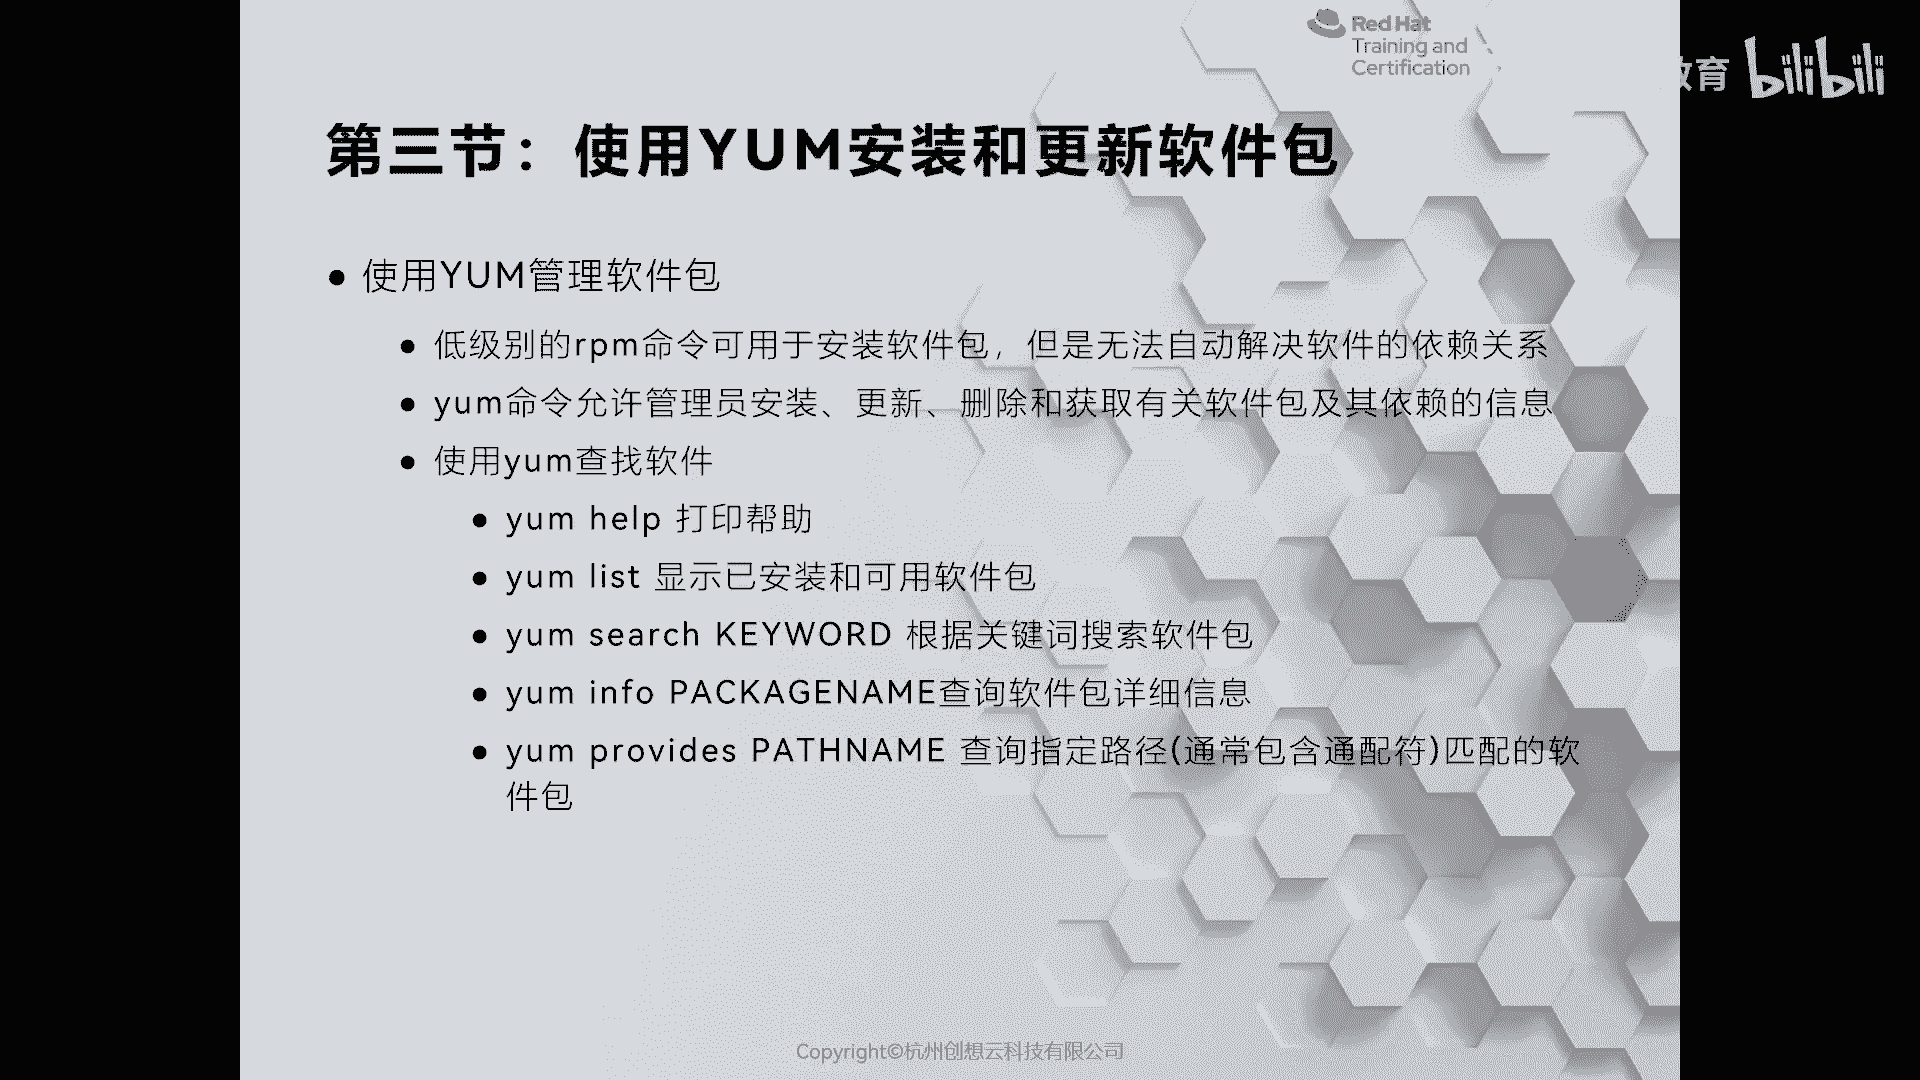 Red Hat
Training and
Certification
育 bilibili
第三节：使用YUM安装和更新软件包
● 使用YUM管理软件包
● 低级别的rpm命令可用于安装软件包，但是无法自动解决软件的依赖关系
● yum命令允许管理员安装、更新、删除和获取有关软件包及其依赖的信息
● 使用yum查找软件
● yum help 打印帮助
● yum list 显示已安装和可用软件包
● yum search KEYWORD 根据关键词搜索软件包
● yum info PACKAGENAME查询软件包详细信息
● yum provides PATHNAME 查询指定路径(通常包含通配符)匹配的软
件包
Copyright©杭州创想云科技有限公司